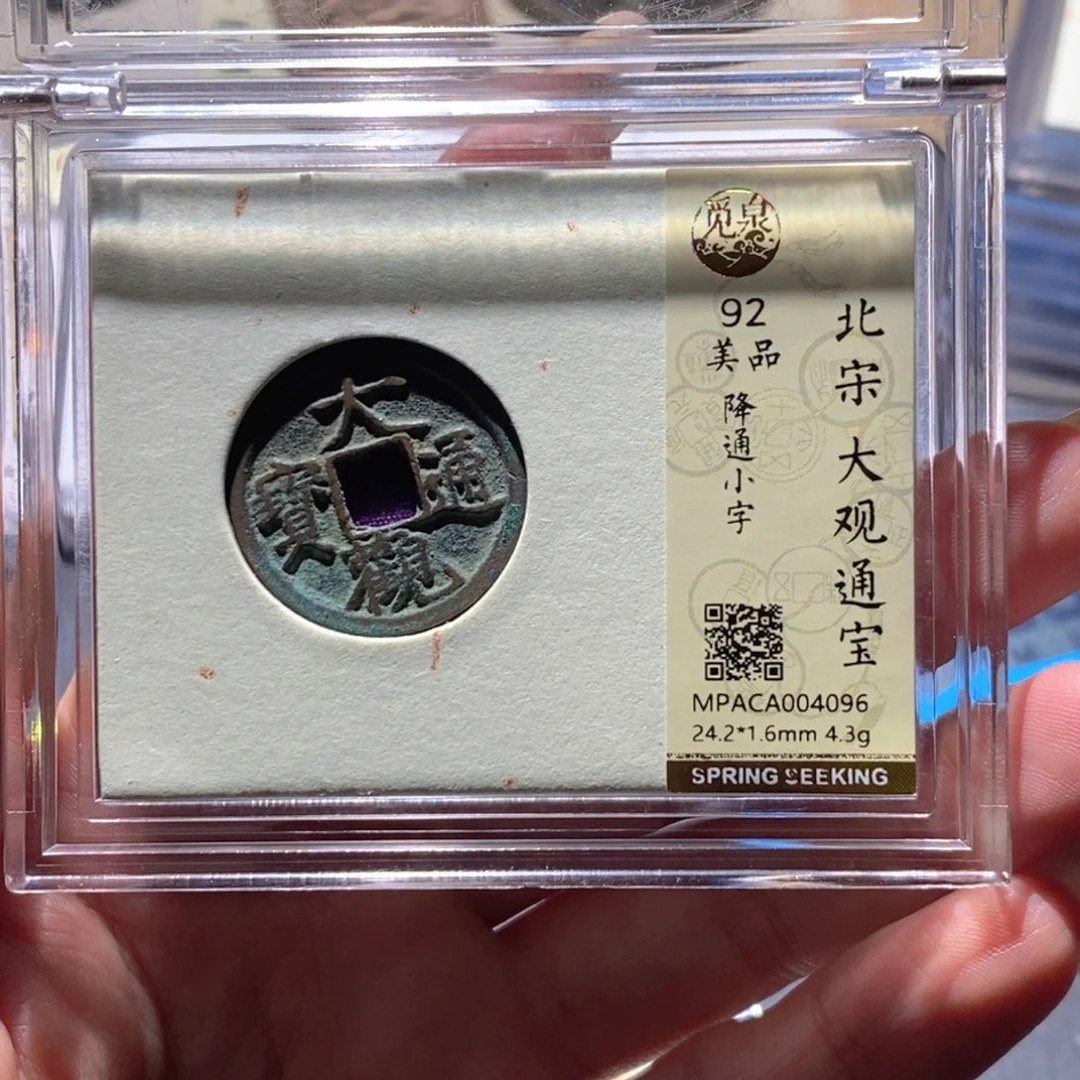 大觀通寶
觅泉
92
美品
降通小字
北宋大观通宝
MPACA004096
24.2*1.6mm 4.3g
SPRING SEEKING